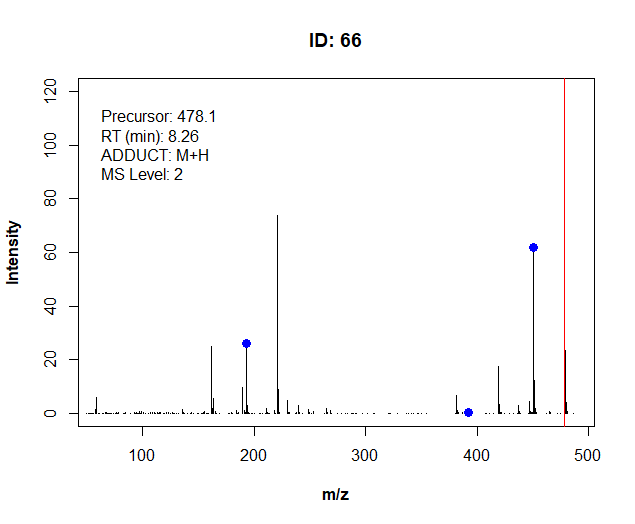 ID: 66
Precursor: 478.1
RT (min): 8.26
ADDUCT: M+H
MS Level: 2
120
100
80
60
40
20
0
Intensity
100 200 300 400 500
m/z